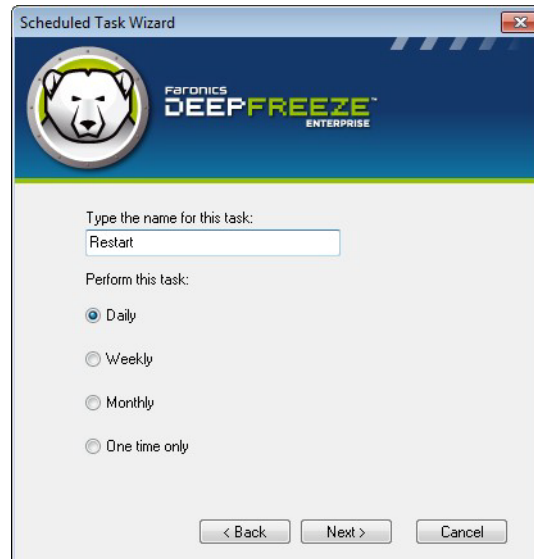 Scheduled Task Wizard
Faronics
DEEPFREEZE™
ENTERPRISE
Type the name for this task:
Restart
Perform this task:
Daily
Weekly
Monthly
One time only
< Back
Next >
Cancel